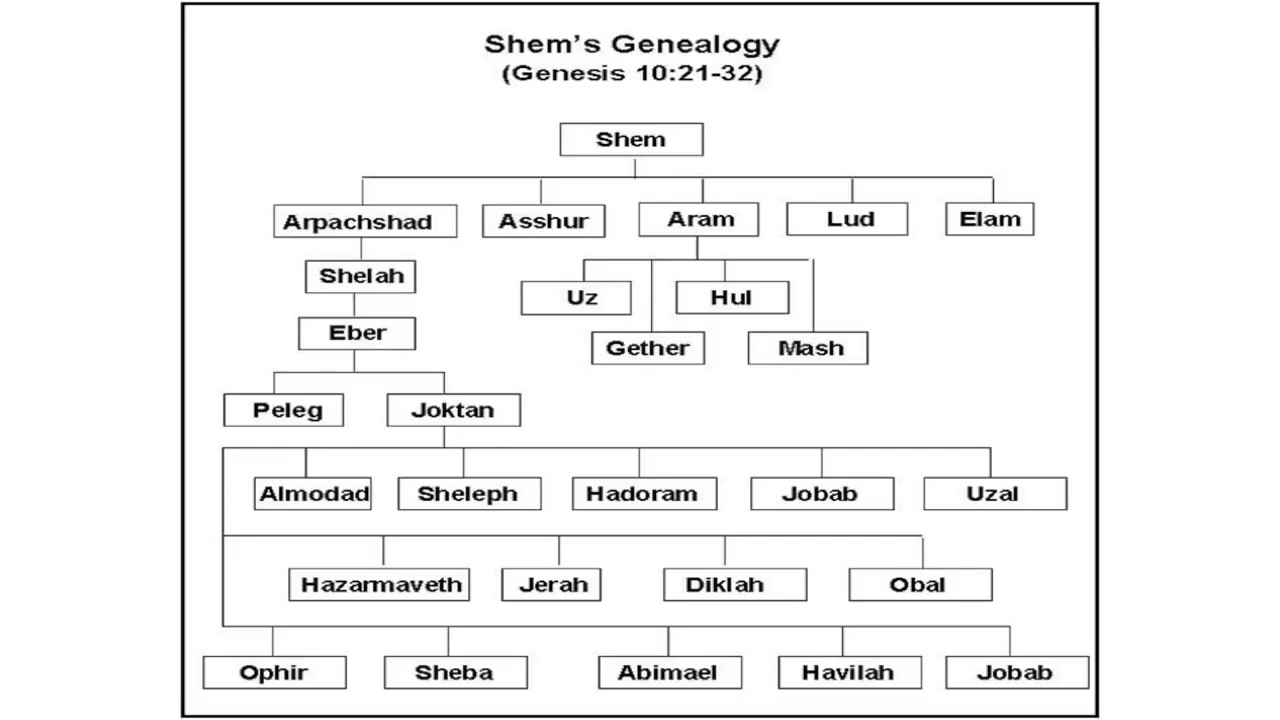 Shem's Genealogy
(Genesis 10:21-32)
Shem
Arpachshad Asshur Aram Lud Elam
Shelah
Uz Hul
Eber
Gether Mash
Peleg Joktan
Almodad Sheleph Hadoram Jobab Uzal
Hazarmaveth Jerah Diklah Obal
Ophir Sheba Abimael Havilah Jobab